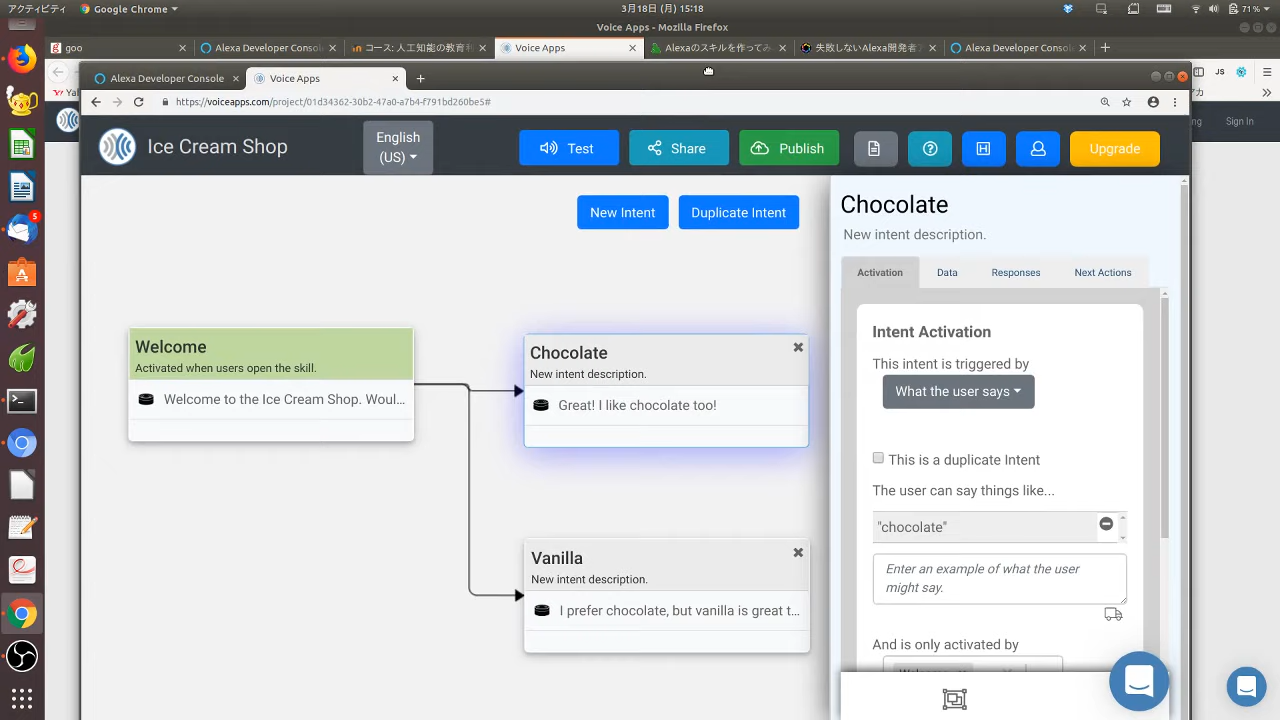 アクティビティ
Google Chrome
3月18日 (月) 15:18
71%
Voice Apps - Mozilla Firefox
goo
Alexa Developer Console
コース: 人工知能の教育利
Voice Apps
Alexaのスキルを作ってみ
失敗しないAlexa開発者ア
Alexa Developer Console
Alexa Developer Console
Voice Apps
JS
https://voiceapps.com/project/01d34362-30b2-47a0-a7b4-f791bd260be5#
Ice Cream Shop
English
(US)
Test
Share
Publish
Upgrade
Sign In
New Intent
Duplicate Intent
5
Welcome
Activated when users open the skill.
Welcome to the Ice Cream Shop. Woul...
Chocolate
New intent description.
Great! I like chocolate too!
Vanilla
New intent description.
I prefer chocolate, but vanilla is great t...
Chocolate
New intent description.
Activation
Data
Responses
Next Actions
Intent Activation
This intent is triggered by
What the user says
This is a duplicate Intent
The user can say things like...
"chocolate"
Enter an example of what the user
might say.
And is only activated by